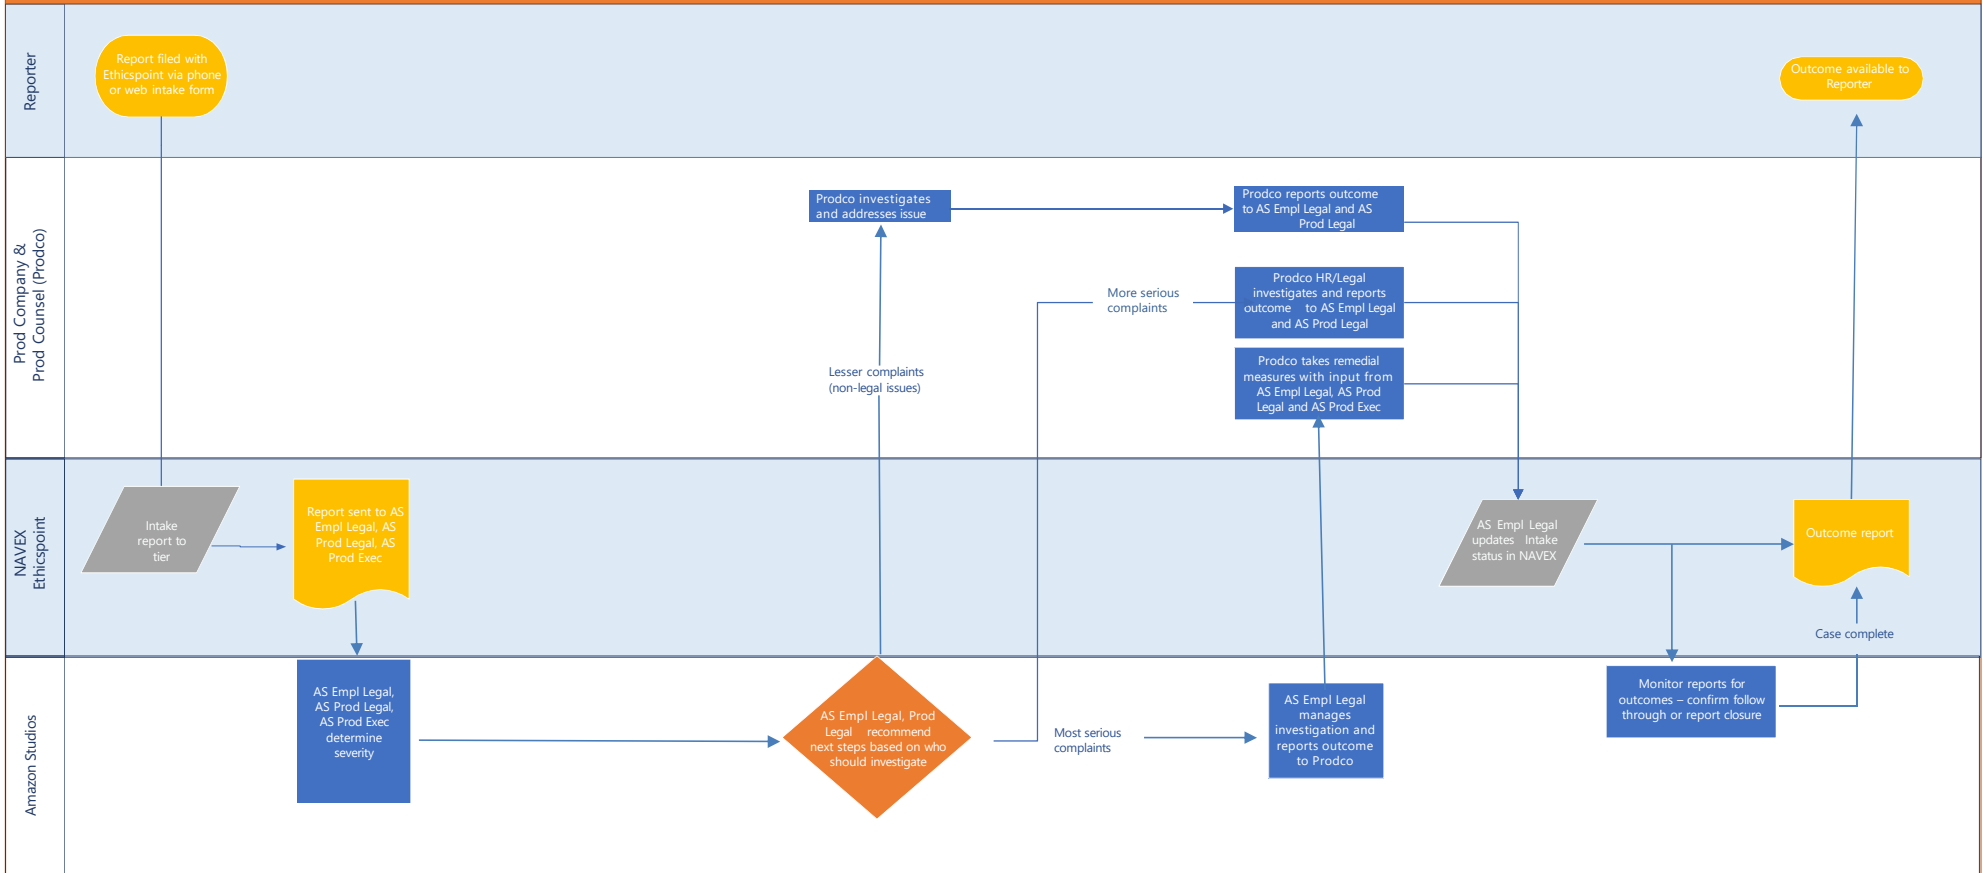 Reporter
Report filed with
Ethicspoint via phone
or web intake form
Outcome available to
Reporter
Prod Company &
Prod Counsel (Prodco)
Prodco investigates
and addresses issue
Prodco reports outcome
to AS Empl Legal and AS
Prod Legal
More serious
complaints
Prodco HR/Legal
investigates and reports
outcome to AS Empl Legal
and AS Prod Legal
Lesser complaints
(non-legal issues)
Prodco takes remedial
measures with input from
AS Empl Legal, AS Prod
Legal and AS Prod Exec
NAVEX
Ethicspoint
Intake
report to
tier
Report sent to AS
Empl Legal, AS
Prod Legal, AS
Prod Exec
AS Empl Legal
updates Intake
status in NAVEX
Outcome report
Case complete
Amazon Studios
AS Empl Legal,
AS Prod Legal,
AS Prod Exec
determine
severity
AS Empl Legal, Prod
Legal recommend
next steps based on who
should investigate
Most serious
complaints
AS Empl Legal
manages
investigation and
reports outcome
to Prodco
Monitor reports for
outcomes – confirm follow
through or report closure